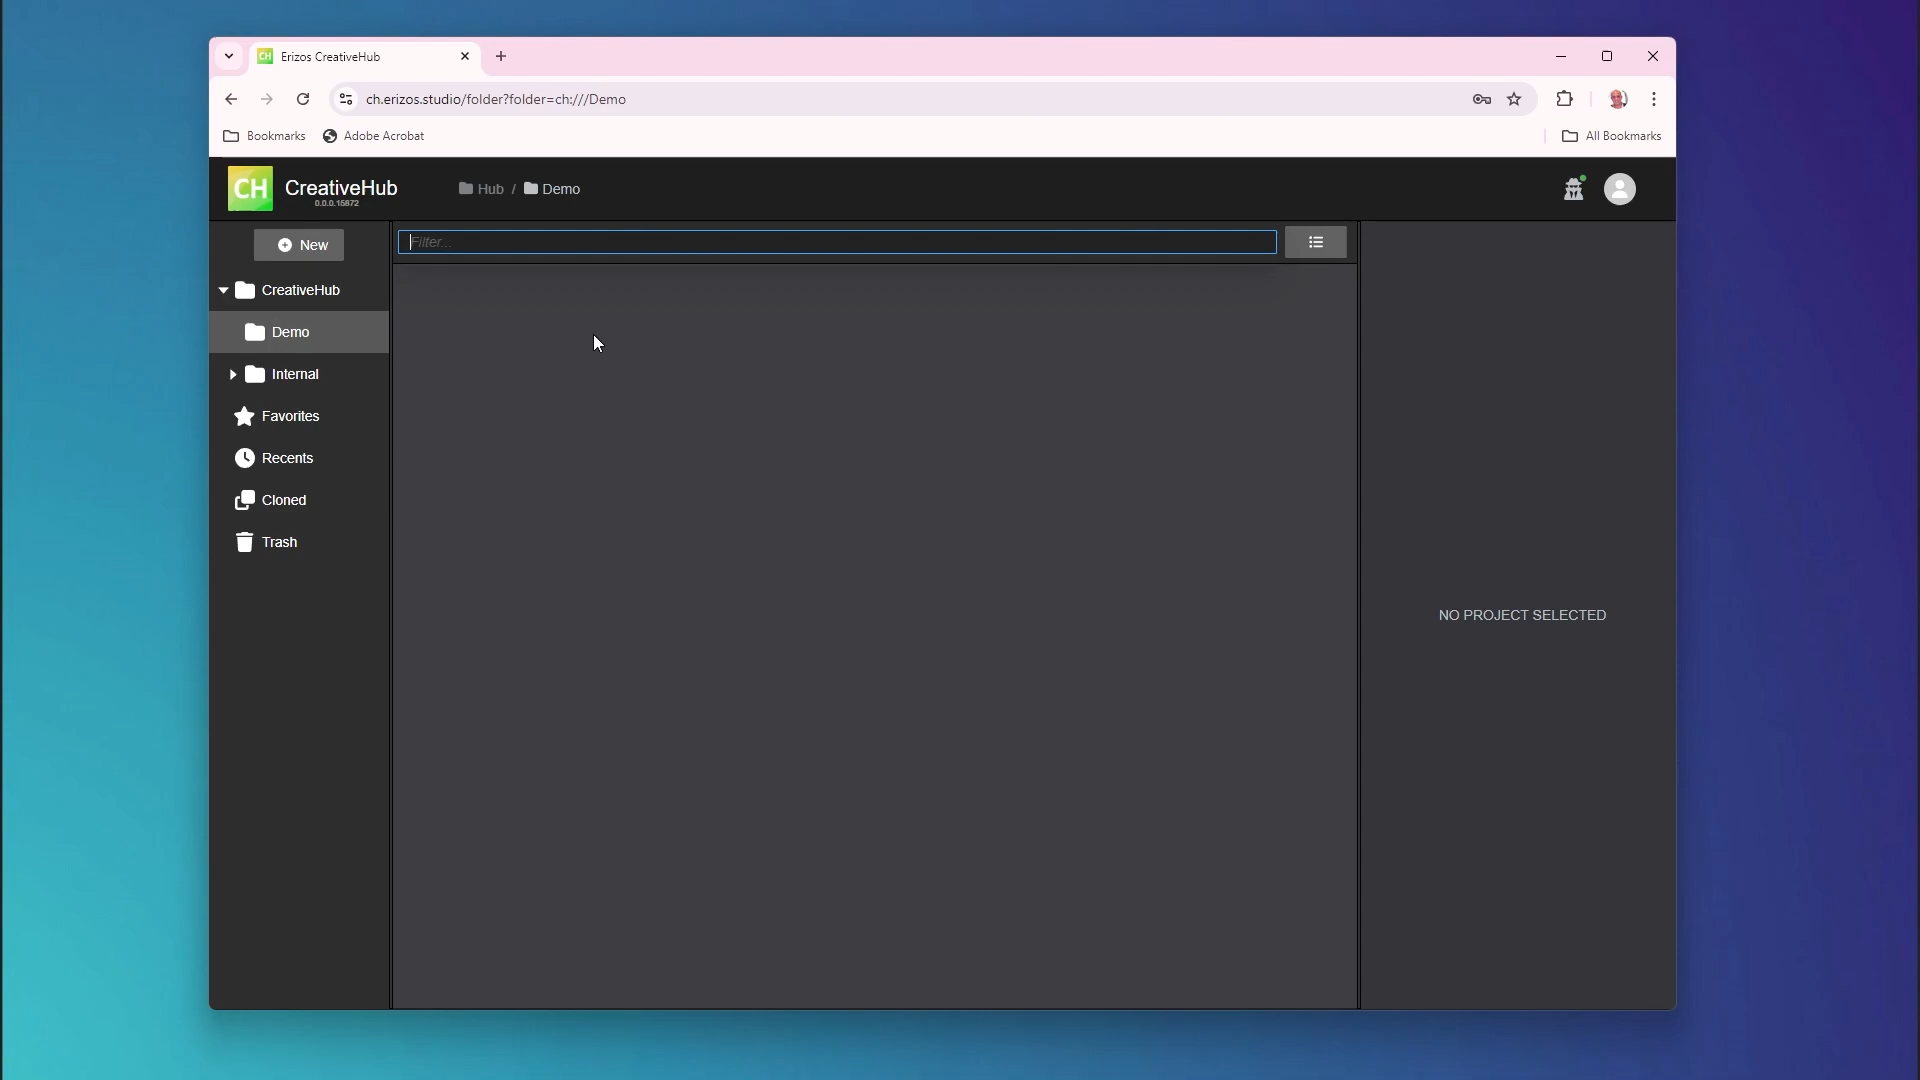 CH Erizos CreativeHub
ch.erizos.studio/folder?folder=ch:///Demo
Bookmarks Adobe Acrobat All Bookmarks
CH CreativeHub Hub / Demo
0.0.0.15872
New Filter...
CreativeHub
Demo
Internal
Favorites
Recents
Cloned
Trash
NO PROJECT SELECTED